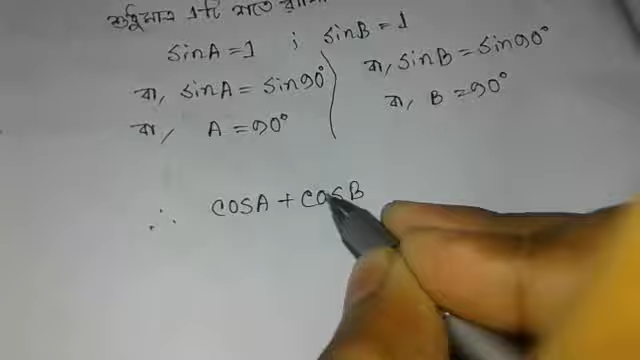 শুধুমাত্র
sinA = 1 ; sinB = 1
বা, sinA = sin90° বা, sinB = sin90°
বা, A = 90° বা, B = 90°
∴ cosA + cosB